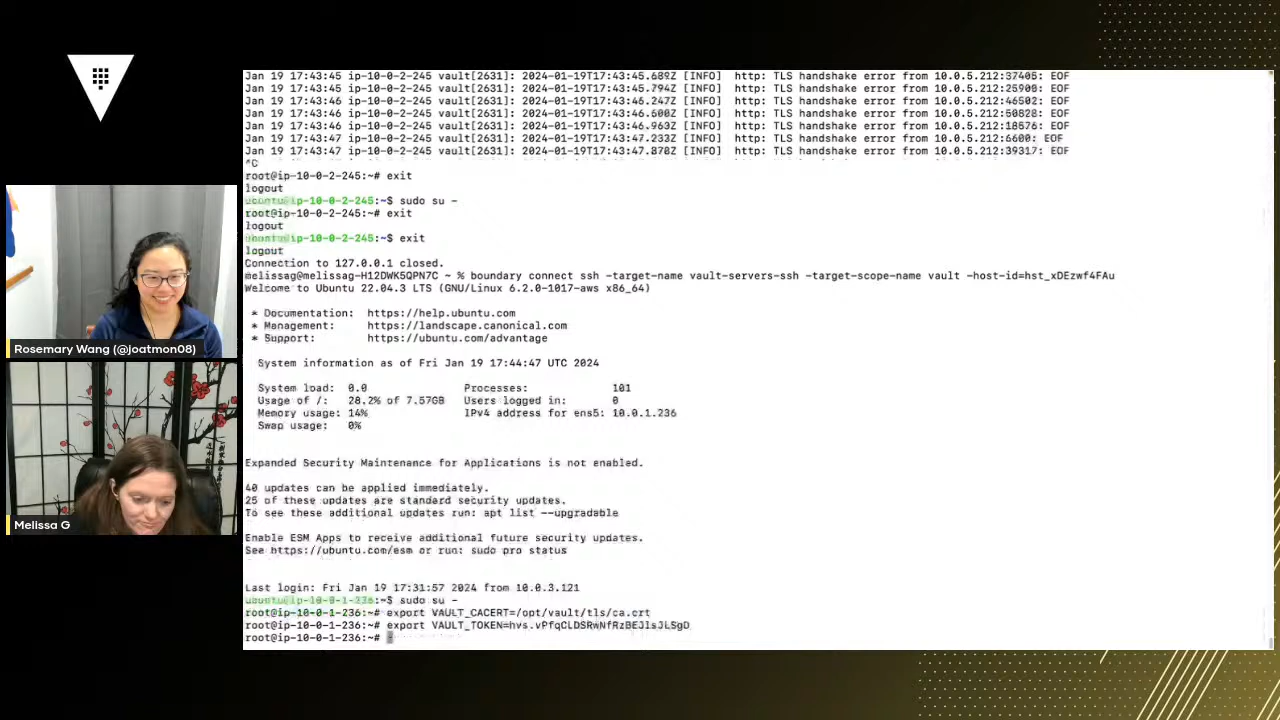 Jan 19 17:43:45 ip-10-0-2-245 vault[2631]: 2024-01-19T17:43:45.689Z [INFO]  http: TLS handshake error from 10.0.5.212:37405: EOF
Jan 19 17:43:45 ip-10-0-2-245 vault[2631]: 2024-01-19T17:43:45.794Z [INFO]  http: TLS handshake error from 10.0.5.212:25908: EOF
Jan 19 17:43:46 ip-10-0-2-245 vault[2631]: 2024-01-19T17:43:46.247Z [INFO]  http: TLS handshake error from 10.0.5.212:46502: EOF
Jan 19 17:43:46 ip-10-0-2-245 vault[2631]: 2024-01-19T17:43:46.600Z [INFO]  http: TLS handshake error from 10.0.5.212:50828: EOF
Jan 19 17:43:46 ip-10-0-2-245 vault[2631]: 2024-01-19T17:43:46.963Z [INFO]  http: TLS handshake error from 10.0.5.212:18576: EOF
Jan 19 17:43:47 ip-10-0-2-245 vault[2631]: 2024-01-19T17:43:47.233Z [INFO]  http: TLS handshake error from 10.0.5.212:6600: EOF
Jan 19 17:43:47 ip-10-0-2-245 vault[2631]: 2024-01-19T17:43:47.878Z [INFO]  http: TLS handshake error from 10.0.5.212:39317: EOF
^C
root@ip-10-0-2-245:~# exit
logout
ubuntu@ip-10-0-2-245:~$ sudo su -
root@ip-10-0-2-245:~# exit
logout
ubuntu@ip-10-0-2-245:~$ exit
logout
Connection to 127.0.0.1 closed.
melissag@melissag-H12DWK5QPN7C ~ % boundary connect ssh -target-name vault-servers-ssh -target-scope-name vault -host-id=hst_xDEzwf4FAu
Welcome to Ubuntu 22.04.3 LTS (GNU/Linux 6.2.0-1017-aws x86_64)
* Documentation:  https://help.ubuntu.com
* Management:     https://landscape.canonical.com
* Support:        https://ubuntu.com/advantage
System information as of Fri Jan 19 17:44:47 UTC 2024
System load:  0.0               Processes:             101
Usage of /:   28.2% of 7.57GB   Users logged in:       0
Memory usage: 14%               IPv4 address for ens5: 10.0.1.236
Swap usage:   0%
Expanded Security Maintenance for Applications is not enabled.
40 updates can be applied immediately.
25 of these updates are standard security updates.
To see these additional updates run: apt list --upgradable
Enable ESM Apps to receive additional future security updates.
See https://ubuntu.com/esm or run: sudo pro status
Last login: Fri Jan 19 17:31:57 2024 from 10.0.3.121
ubuntu@ip-10-0-1-236:~$ sudo su -
root@ip-10-0-1-236:~# export VAULT_CACERT=/opt/vault/tls/ca.crt
root@ip-10-0-1-236:~# export VAULT_TOKEN=hvs.vPfqCLDSRwNfRzBEJlsJLSgD
root@ip-10-0-1-236:~#
Rosemary Wang (@joatmon08)
Melissa G